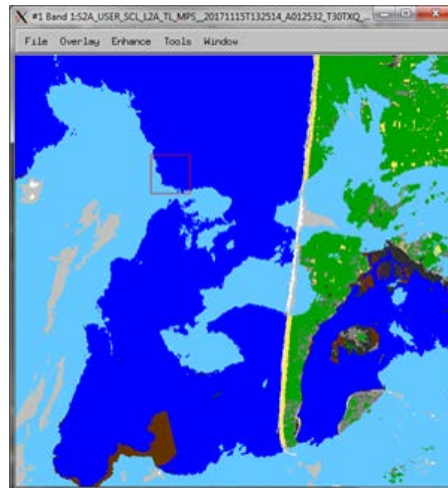 #1 Band 1:S2A_USER_SCL_L2A_TL_MPS__20171115T132514_A012532_T30TXQ_...
File Overlay Enhance Tools Window